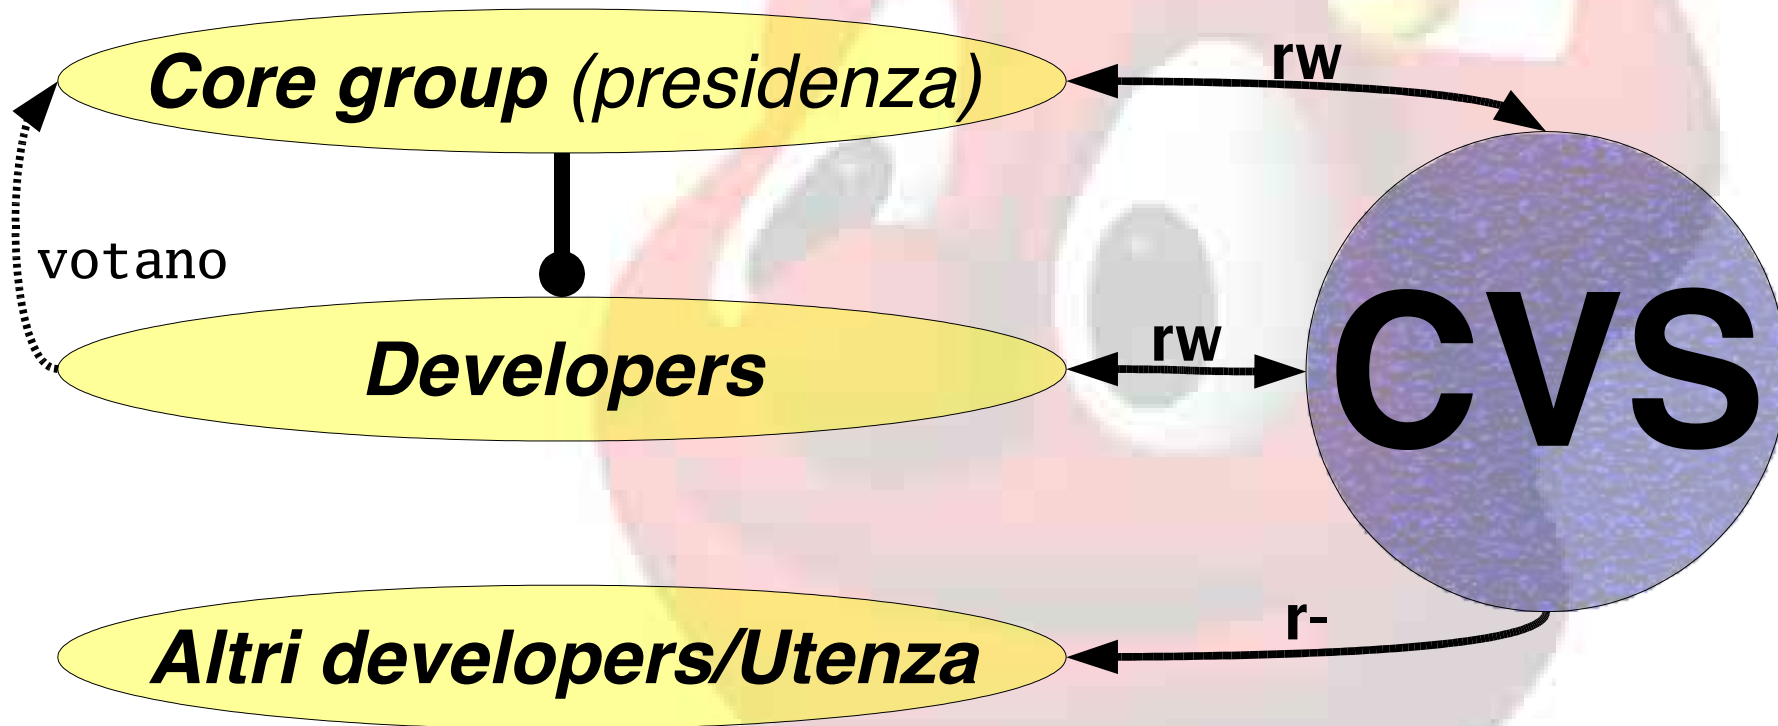 Core group (presidenza)
rw
votano
Developers
rw
CVS
Altri developers/Utenza
r-